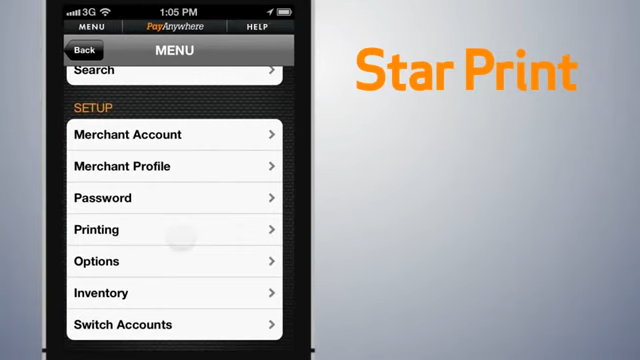 3G 1:05 PM
MENU PayAnywhere HELP
Back MENU
Search
SETUP
Merchant Account
Merchant Profile
Password
Printing
Options
Inventory
Switch Accounts
Star Print